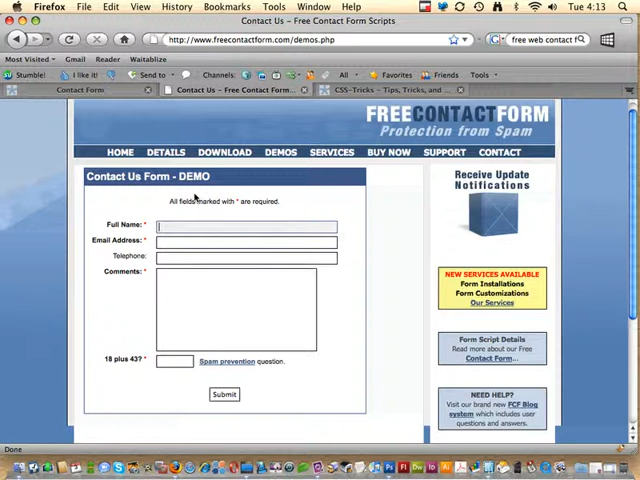 Firefox File Edit View History Bookmarks Tools Window Help
Tue 4:13
Contact Us – Free Contact Form Scripts
http://www.freecontactform.com/demos.php
free web contact f
Most Visited Gmail Reader Waitablize
Stumble! I like it! Send to Channels: All Favorites Friends Tools
Contact Form
Contact Us – Free Contact Form...
CSS-Tricks – Tips, Tricks, and ...
FREECONTACTFORM
Protection from Spam
HOME DETAILS DOWNLOAD DEMOS SERVICES BUY NOW SUPPORT CONTACT
Contact Us Form - DEMO
All fields marked with * are required.
Full Name: *
Email Address: *
Telephone:
Comments: *
18 plus 43? *
Spam prevention question.
Submit
Receive Update
Notifications
NEW SERVICES AVAILABLE
Form Installations
Form Customizations
Our Services
Form Script Details
Read more about our Free
Contact Form...
NEED HELP?
Visit our brand new FCF Blog
system which includes user
questions and answers.
Done